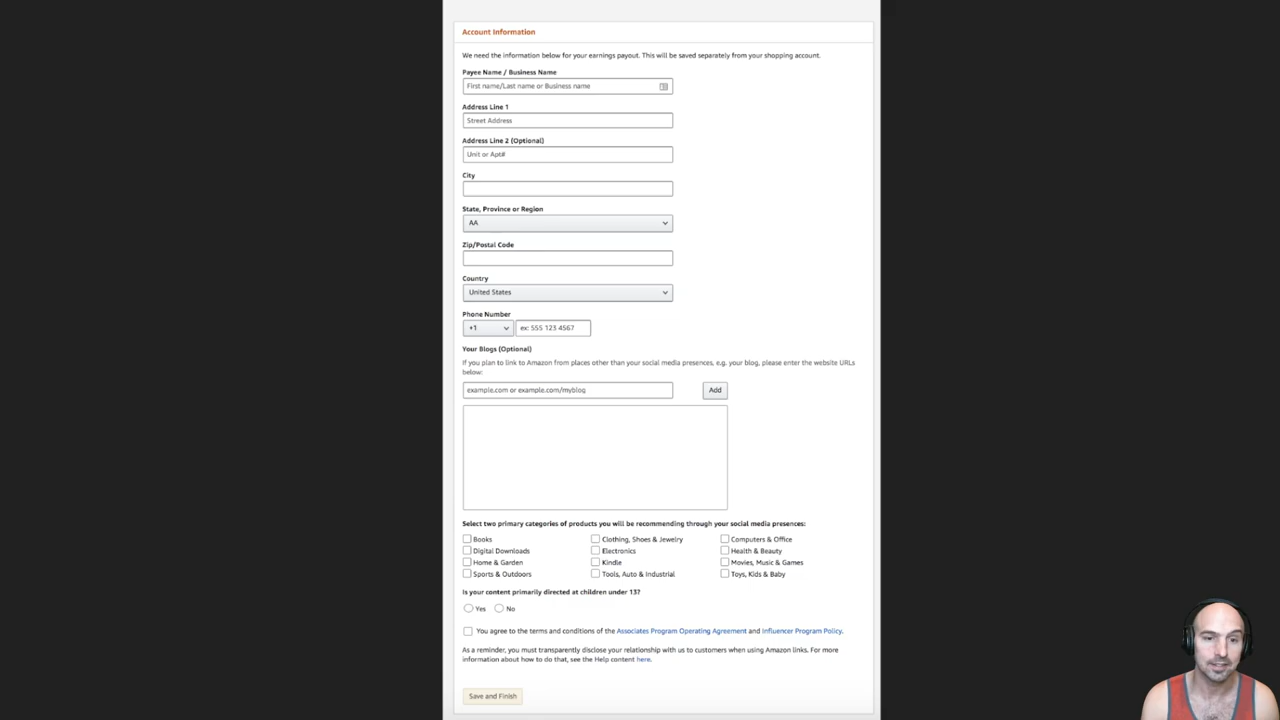 Account Information
We need the information below for your earnings payout. This will be saved separately from your shopping account.
Payee Name / Business Name
First name/Last name or Business name
Address Line 1
Street Address
Address Line 2 (Optional)
Unit or Apt#
City
State, Province or Region
AA
Zip/Postal Code
Country
United States
Phone Number
+1 ex: 555 123 4567
Your Blogs (Optional)
If you plan to link to Amazon from places other than your social media presences, e.g. your blog, please enter the website URLs
below:
example.com or example.com/myblog Add
Select two primary categories of products you will be recommending through your social media presences:
Books Clothing, Shoes & Jewelry Computers & Office
Digital Downloads Electronics Health & Beauty
Home & Garden Kindle Movies, Music & Games
Sports & Outdoors Tools, Auto & Industrial Toys, Kids & Baby
Is your content primarily directed at children under 13?
Yes No
You agree to the terms and conditions of the Associates Program Operating Agreement and Influencer Program Policy.
As a reminder, you must transparently disclose your relationship with us to customers when using Amazon links. For more
information about how to do that, see the Help content here.
Save and Finish